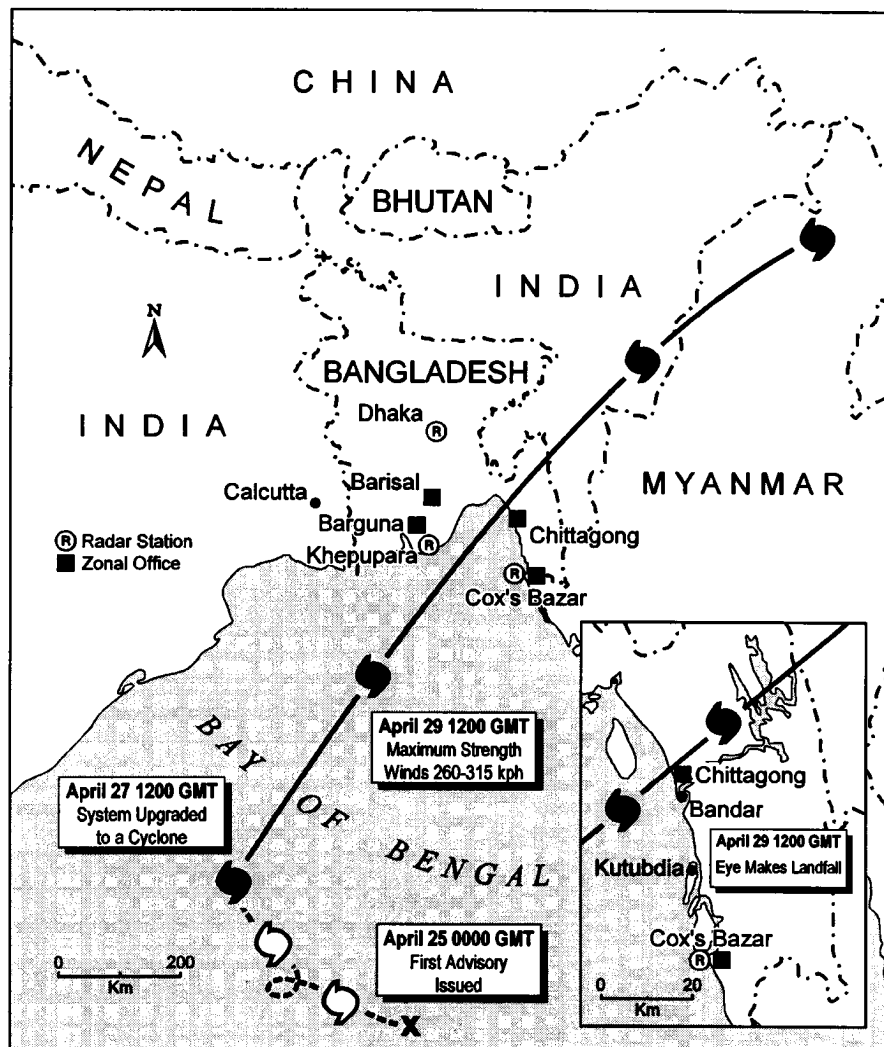 CHINA
NEPAL
BHUTAN
INDIA
N
BANGLADESH
Dhaka
R
INDIA
MYANMAR
Calcutta
Barisal
Barguna
Chittagong
R Radar Station
Khepupara
R
Zonal Office
R
Cox's Bazar
BAY OF BENGAL
April 29 1200 GMT
Maximum Strength
Winds 260-315 kph
April 27 1200 GMT
System Upgraded
to a Cyclone
April 25 0000 GMT
First Advisory
Issued
X
0 200
Km
Chittagong
Bandar
April 29 1200 GMT
Eye Makes Landfall
Kutubdia
Cox's Bazar
R
0 20
Km